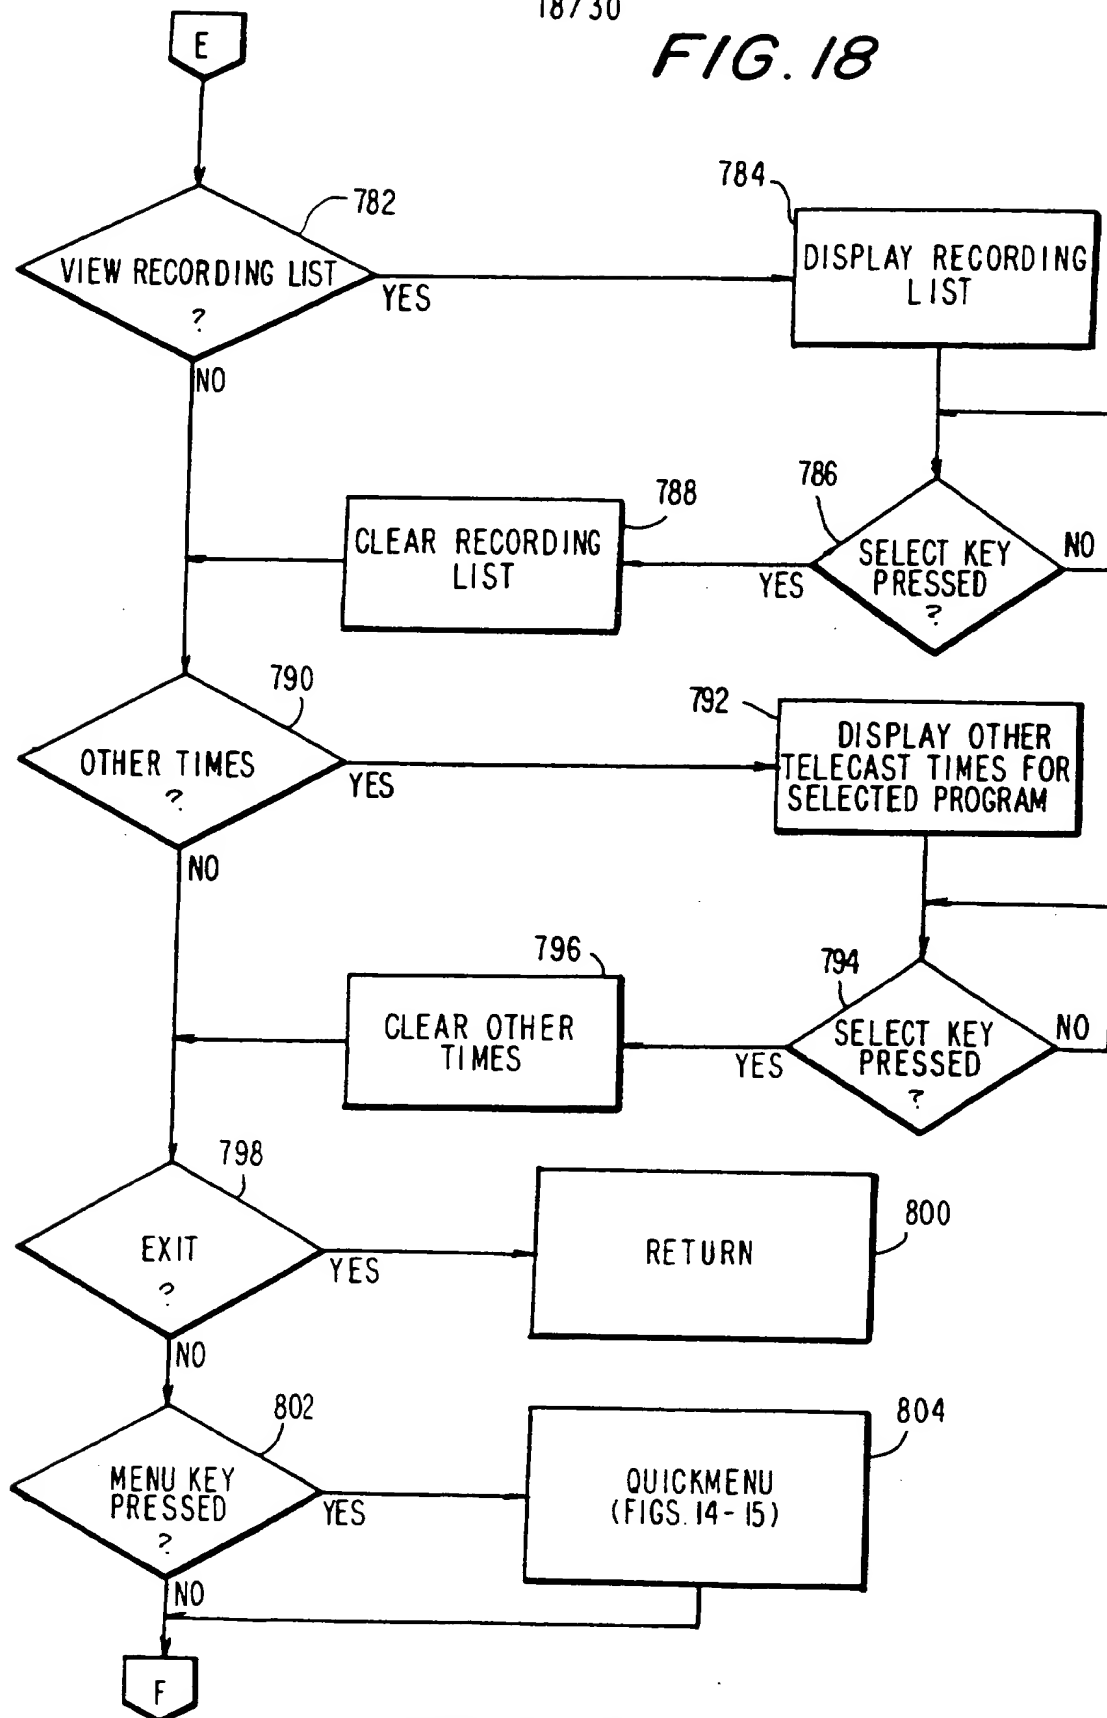 18/30
FIG. 18
E
782
VIEW RECORDING LIST
?
YES
NO
784
DISPLAY RECORDING
LIST
786
SELECT KEY
PRESSED
?
NO
YES
788
CLEAR RECORDING
LIST
790
OTHER TIMES
?
YES
NO
792
DISPLAY OTHER
TELECAST TIMES FOR
SELECTED PROGRAM
794
SELECT KEY
PRESSED
?
NO
YES
796
CLEAR OTHER
TIMES
798
EXIT
?
YES
NO
800
RETURN
802
MENU KEY
PRESSED
?
YES
NO
804
QUICKMENU
(FIGS. 14-15)
F